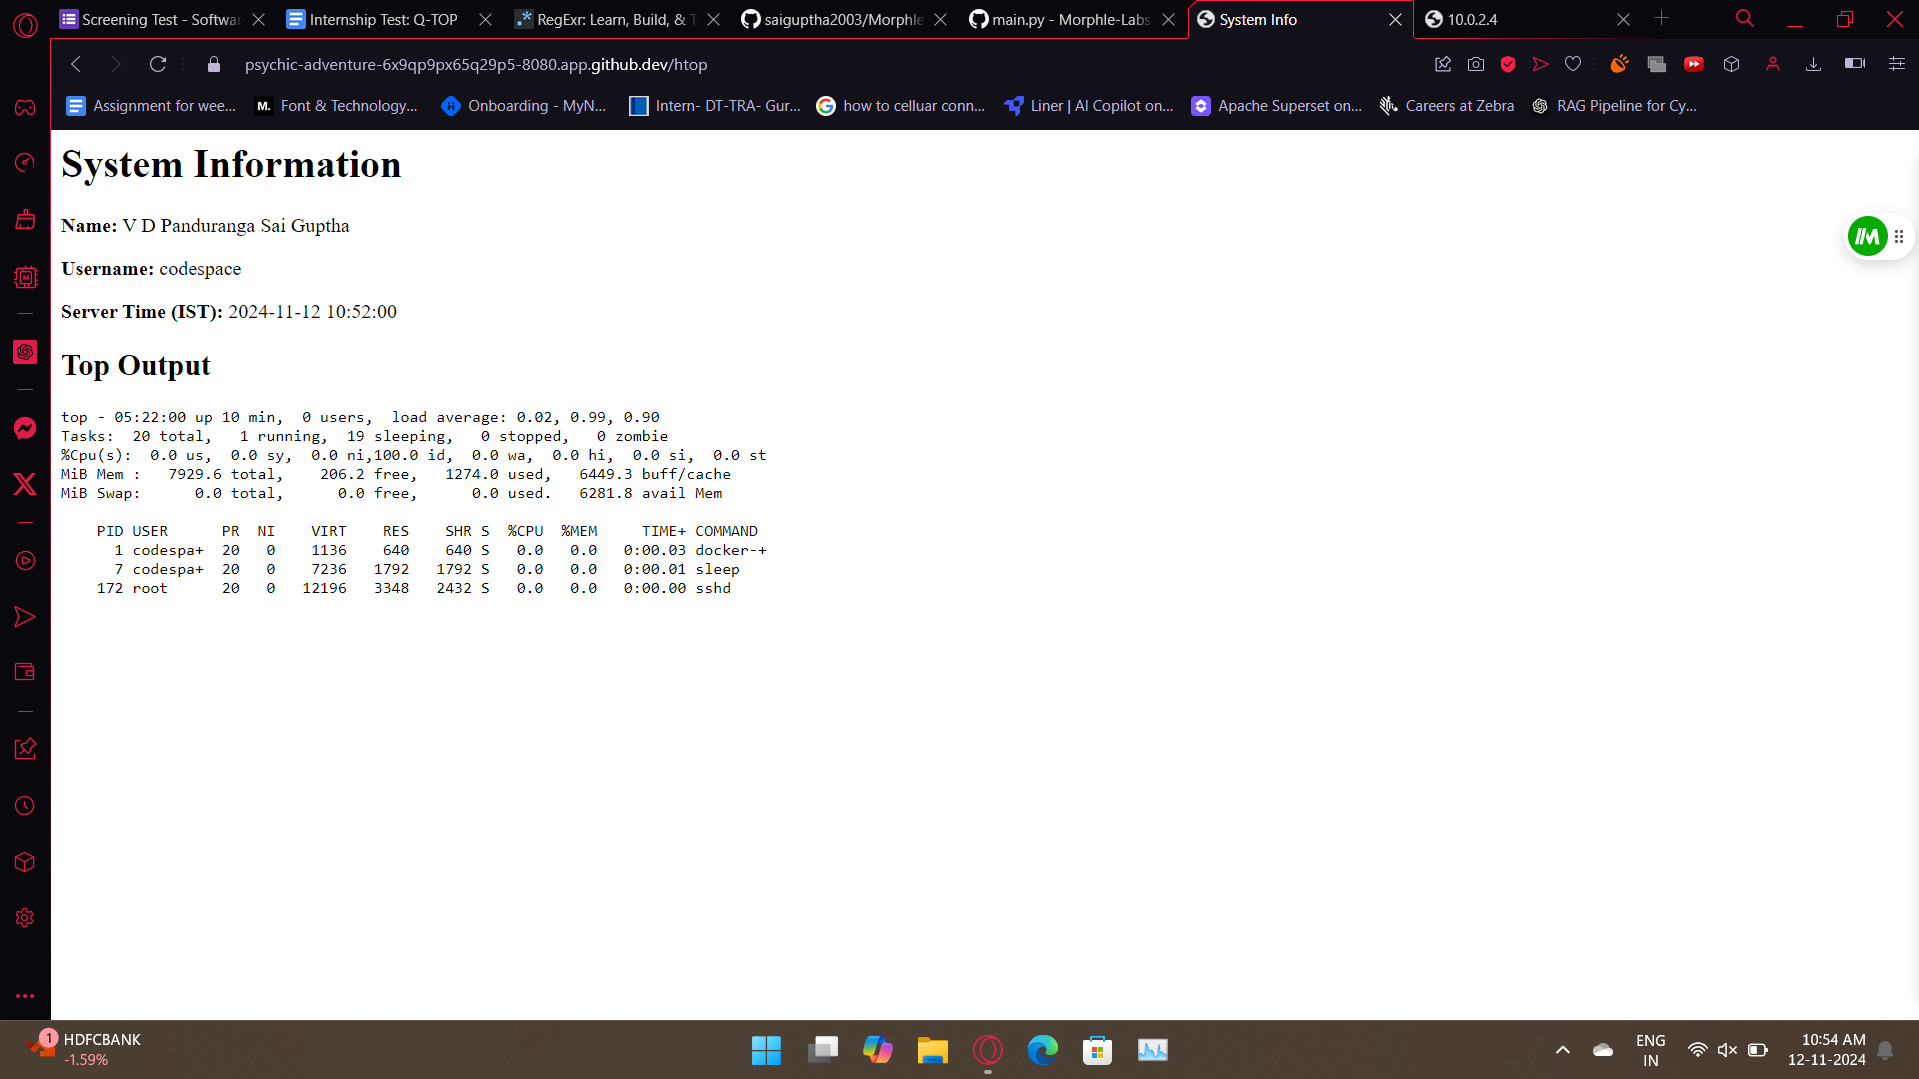 Screening Test - Softwar
Internship Test: Q-TOP
RegExr: Learn, Build, & T
saiguptha2003/Morphle
main.py - Morphle-Labs
System Info
10.0.2.4
psychic-adventure-6x9qp9px65q29p5-8080.app.github.dev/htop
Assignment for wee...
M. Font & Technology...
Onboarding - MyN...
Intern- DT-TRA- Gur...
how to celluar conn...
Liner | AI Copilot on...
Apache Superset on...
Careers at Zebra
RAG Pipeline for Cy...
System Information
Name: V D Panduranga Sai Guptha
Username: codespace
Server Time (IST): 2024-11-12 10:52:00
Top Output
top - 05:22:00 up 10 min,  0 users,  load average: 0.02, 0.99, 0.90
Tasks:  20 total,   1 running,  19 sleeping,   0 stopped,   0 zombie
%Cpu(s):  0.0 us,  0.0 sy,  0.0 ni,100.0 id,  0.0 wa,  0.0 hi,  0.0 si,  0.0 st
MiB Mem :   7929.6 total,    206.2 free,   1274.0 used,   6449.3 buff/cache
MiB Swap:      0.0 total,      0.0 free,      0.0 used.   6281.8 avail Mem
    PID USER      PR  NI    VIRT    RES    SHR S  %CPU  %MEM     TIME+ COMMAND
      1 codespa+  20   0    1136    640    640 S   0.0   0.0   0:00.03 docker-+
      7 codespa+  20   0    7236   1792   1792 S   0.0   0.0   0:00.01 sleep
    172 root      20   0   12196   3348   2432 S   0.0   0.0   0:00.00 sshd
1
HDFCBANK
-1.59%
ENG
IN
10:54 AM
12-11-2024